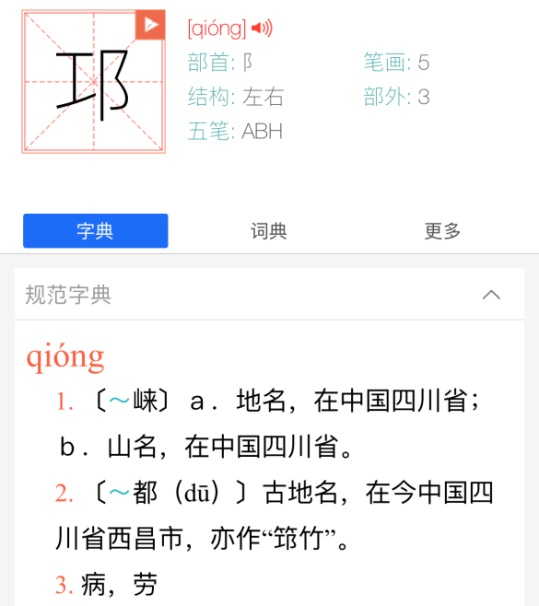 邛
[qióng]
部首: 阝 笔画: 5
结构: 左右 部外: 3
五笔: ABH
字典 词典 更多
规范字典
qióng
1. 〔～崃〕a．地名，在中国四川省；
b．山名，在中国四川省。
2. 〔～都（dū）〕古地名，在今中国四
川省西昌市，亦作“筇竹”。
3. 病，劳